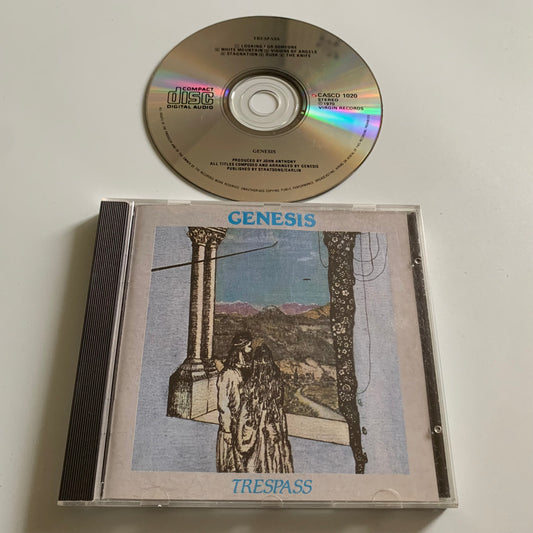 TRESPASS
① LOOKING FOR SOMEONE
② WHITE MOUNTAIN ③ VISIONS OF ANGELS
④ STAGNATION ⑤ DUSK ⑥ THE KNIFE
COMPACT
disc
DIGITAL AUDIO
CASCD 1020
STEREO
℗ 1970
VIRGIN RECORDS
GENESIS
PRODUCED BY JOHN ANTHONY
ALL TITLES COMPOSED AND ARRANGED BY GENESIS
PUBLISHED BY STRATSONG/CARLIN
GENESIS
TRESPASS